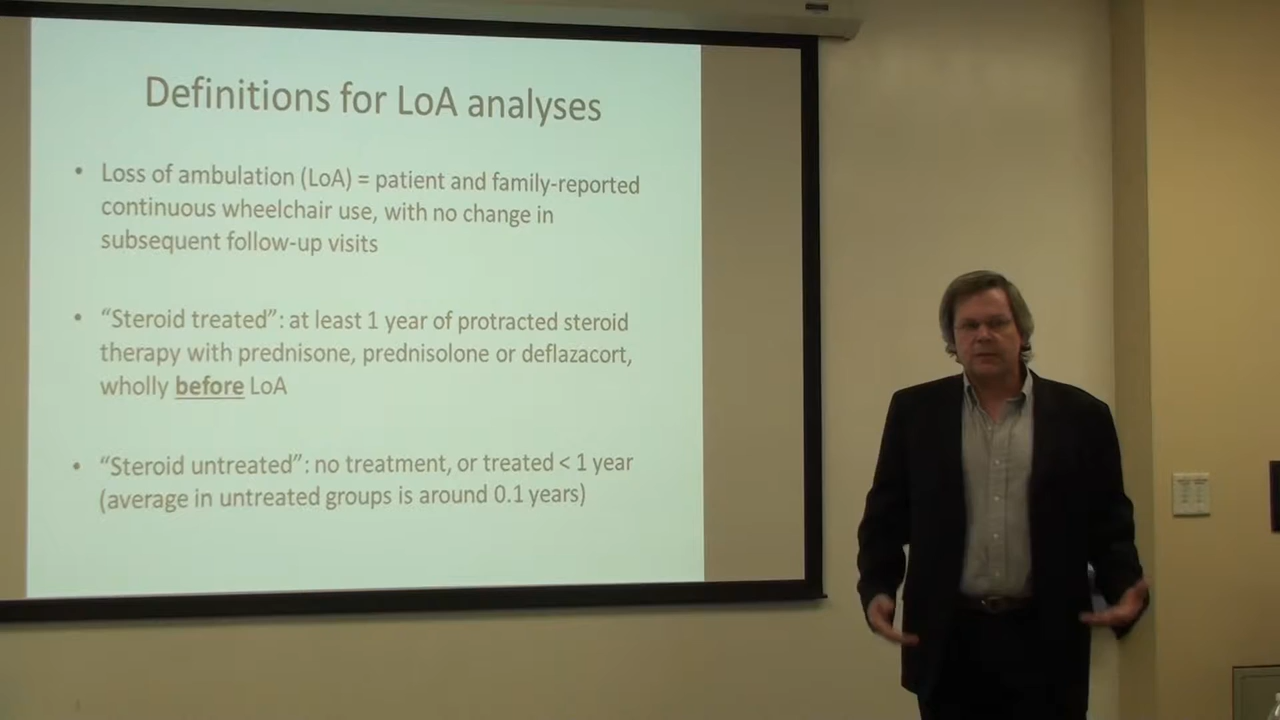 Definitions for LoA analyses
• Loss of ambulation (LoA) = patient and family-reported
continuous wheelchair use, with no change in
subsequent follow-up visits
• “Steroid treated”: at least 1 year of protracted steroid
therapy with prednisone, prednisolone or deflazacort,
wholly before LoA
• “Steroid untreated”: no treatment, or treated < 1 year
(average in untreated groups is around 0.1 years)